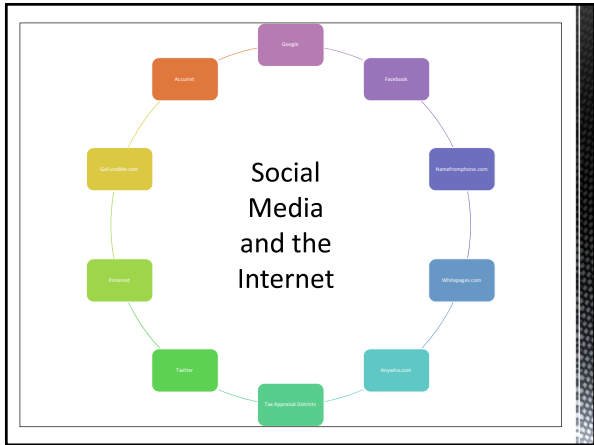 Google
Facebook
Namefromphone.com
Whitepages.com
Anywho.com
Tax Appraisal Districts
Twitter
Pinterest
GoFundMe.com
Accurint
Social
Media
and the
Internet